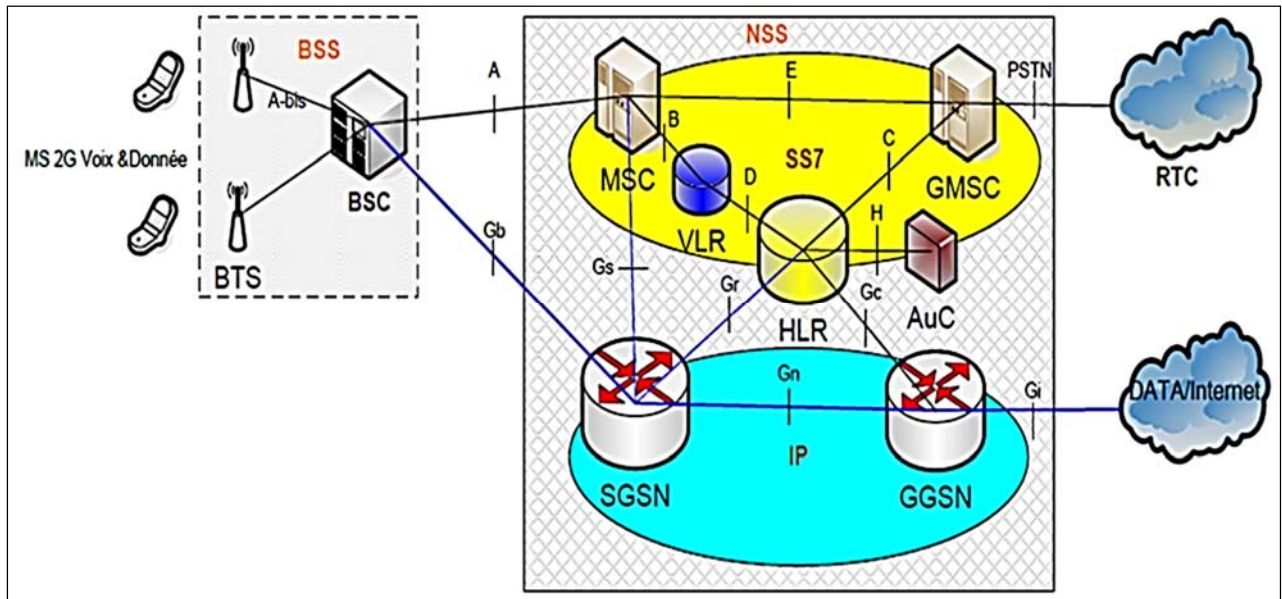 BSS
NSS
A
E
PSTN
A-bis
B
C
MS 2G Voix &Donnée
BSC
MSC
SS7
GMSC
RTC
D
VLR
H
BTS
Gb
Gs
Gr
Gc
HLR
AuC
Gn
Gi
DATA/Internet
IP
SGSN
GGSN